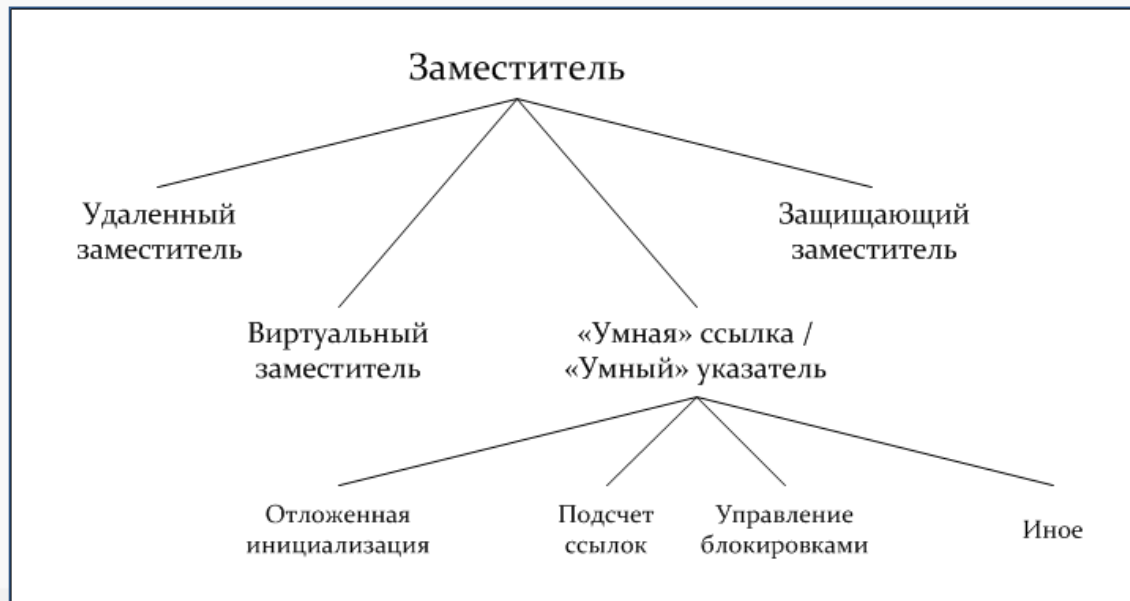 Заместитель
Удаленный
заместитель
Защищающий
заместитель
Виртуальный
заместитель
«Умная» ссылка /
«Умный» указатель
Отложенная
инициализация
Подсчет
ссылок
Управление
блокировками
Иное